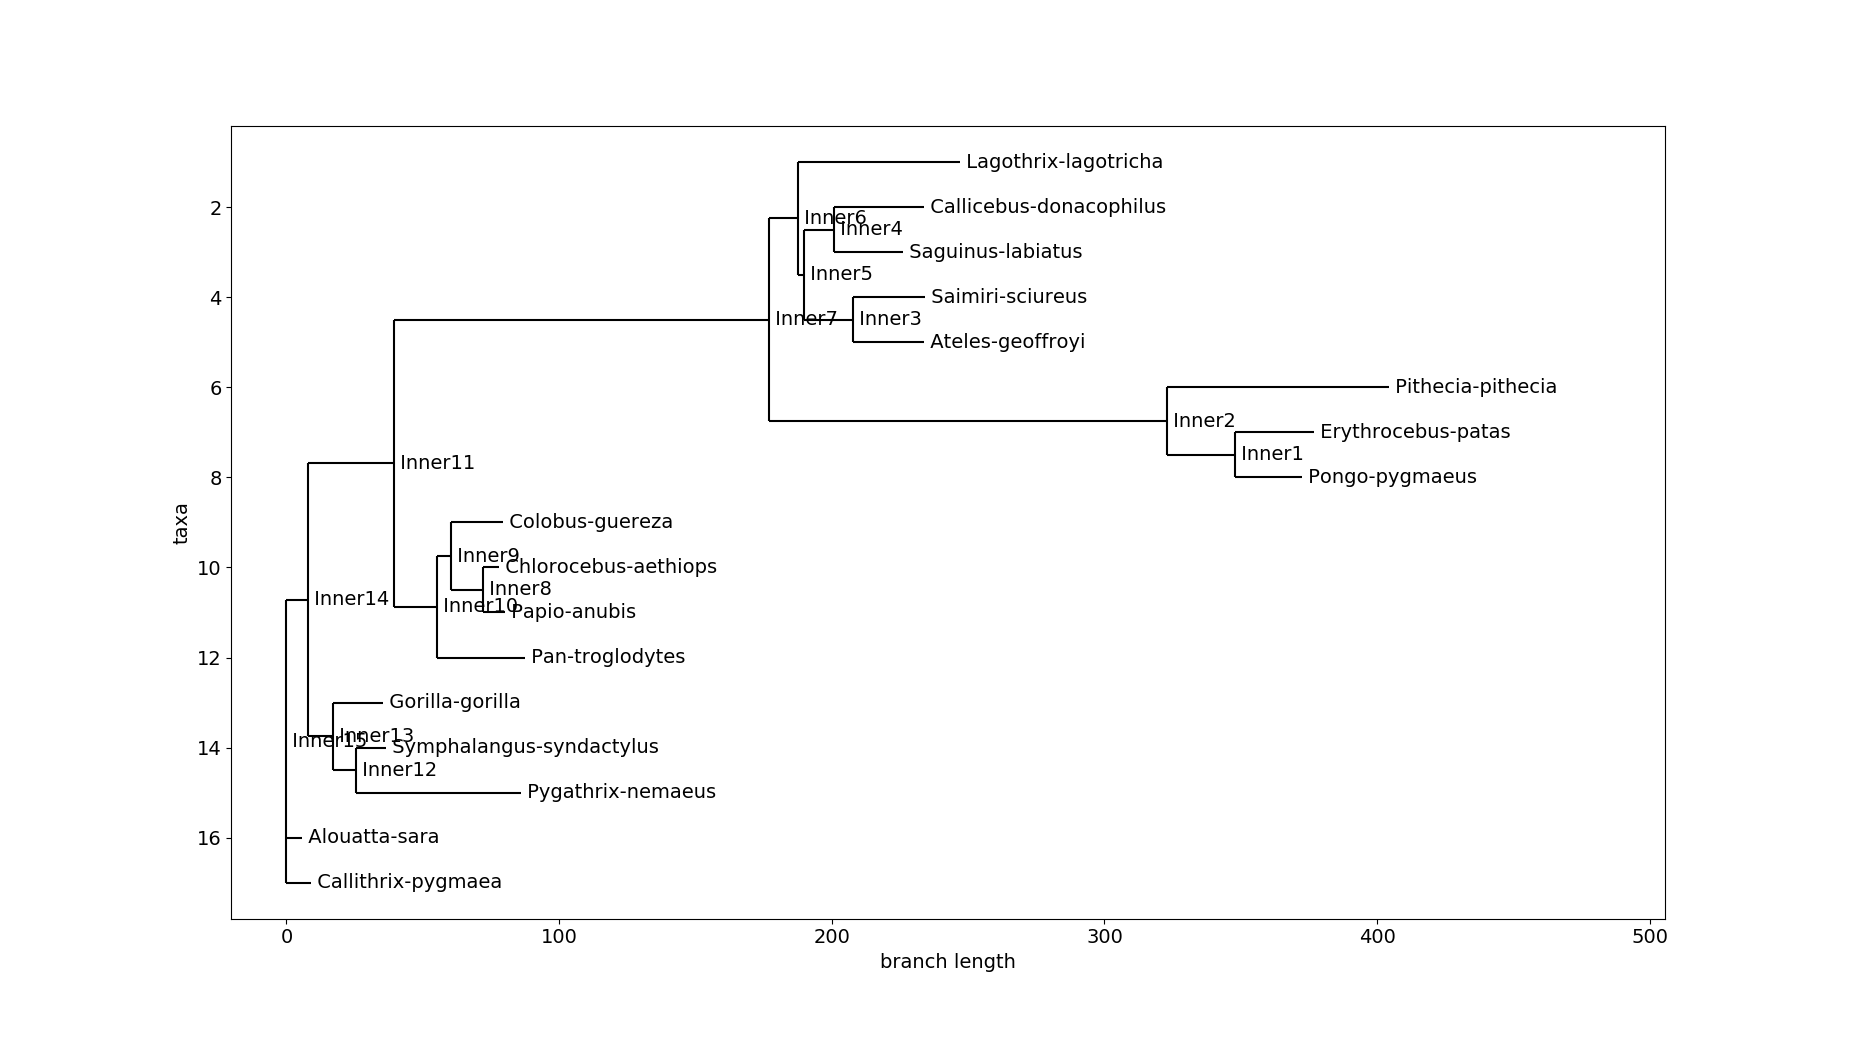 Lagothrix-lagotricha
2
Callicebus-donacophilus
Inner6
Inner4
Saguinus-labiatus
Inner5
4
Saimiri-sciureus
Inner7
Inner3
Ateles-geoffroyi
6
Pithecia-pithecia
Inner2
Erythrocebus-patas
Inner1
Inner11
8
Pongo-pygmaeus
taxa
Colobus-guereza
Inner9
10
Chlorocebus-aethiops
Inner8
Inner14
Inner10
Papio-anubis
12
Pan-troglodytes
Gorilla-gorilla
Inner13
Inner15
14
Symphalangus-syndactylus
Inner12
Pygathrix-nemaeus
16
Alouatta-sara
Callithrix-pygmaea
0 100 200 300 400 500
branch length